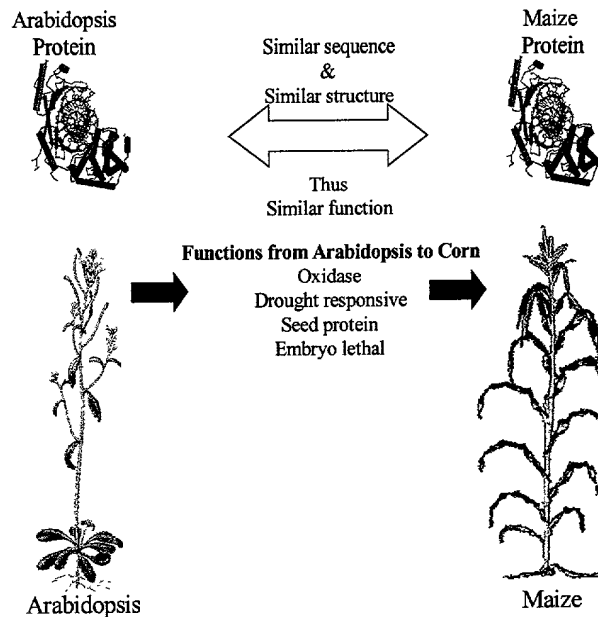 Arabidopsis
Protein
Similar sequence
&
Similar structure
Maize
Protein
Thus
Similar function
Functions from Arabidopsis to Corn
Oxidase
Drought responsive
Seed protein
Embryo lethal
Arabidopsis
Maize